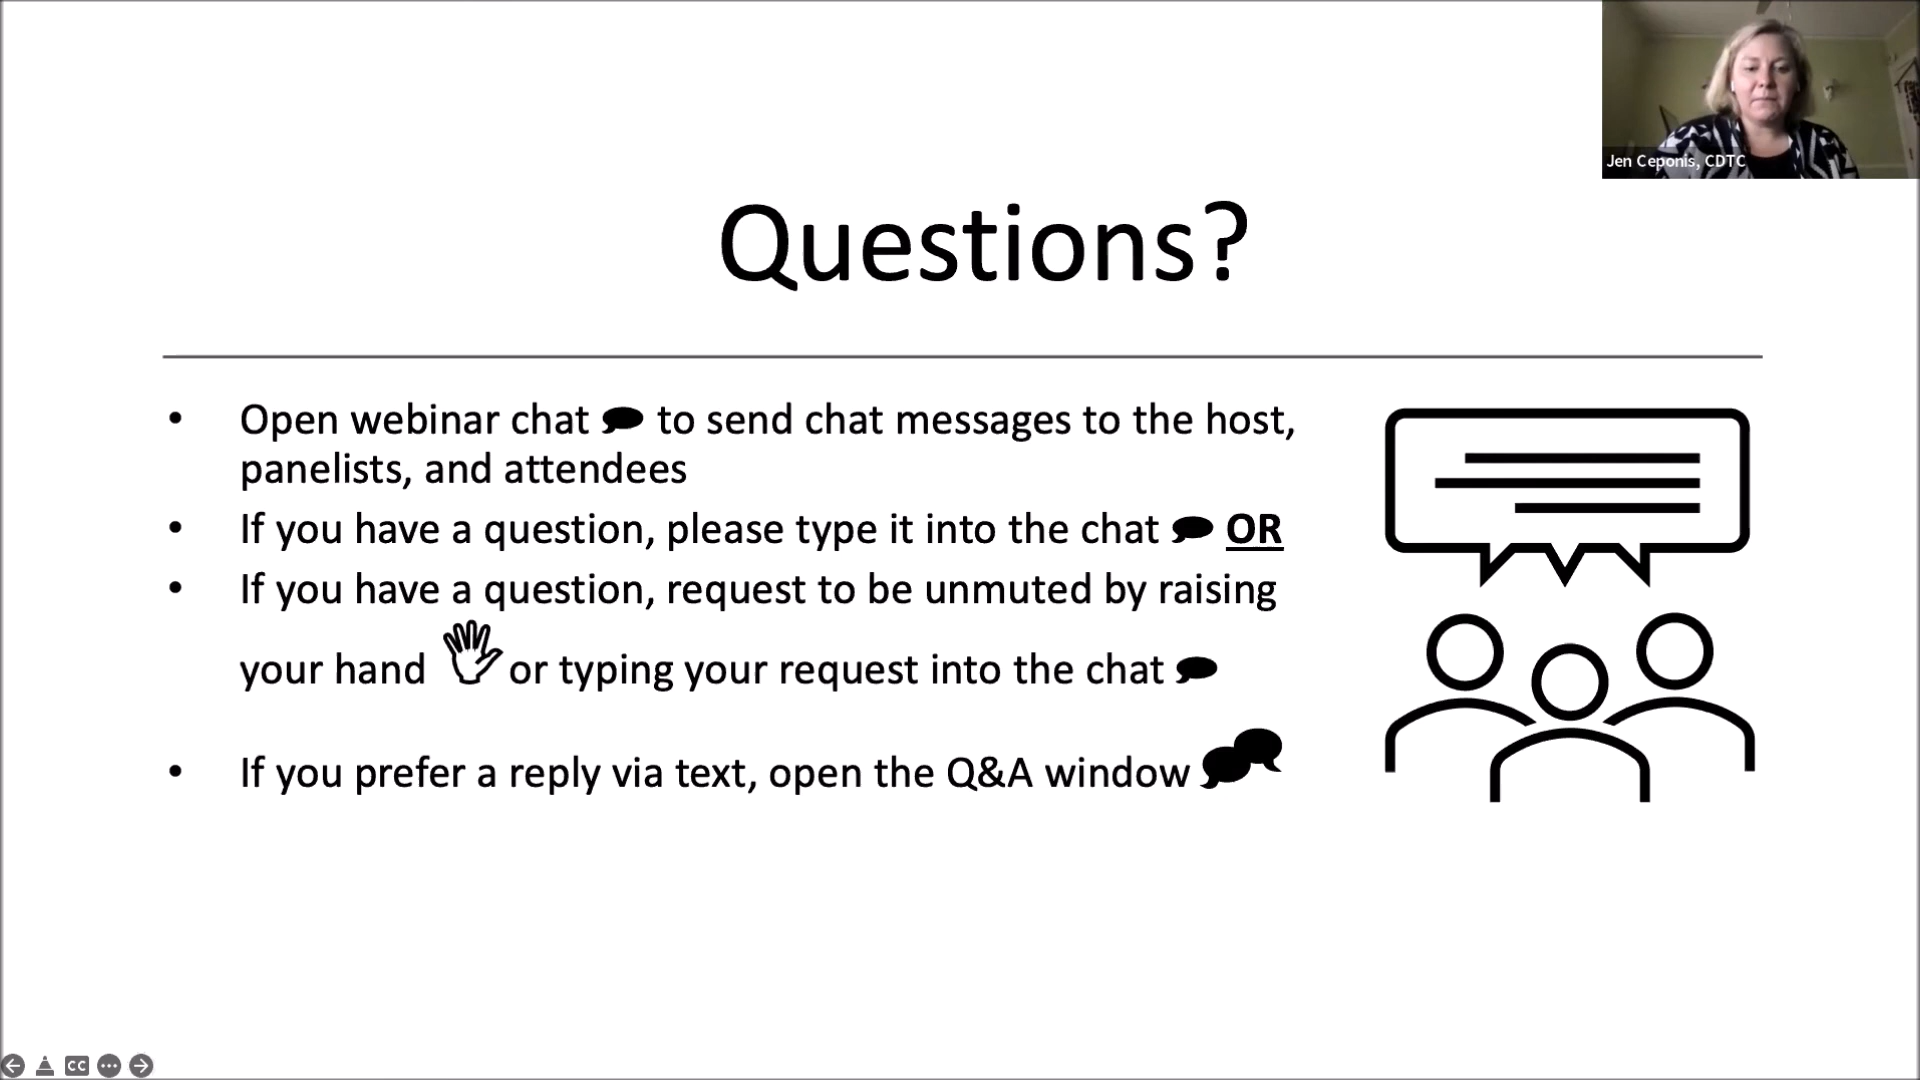 Jen Ceponis, CDTC
Questions?
• Open webinar chat to send chat messages to the host,
panelists, and attendees
• If you have a question, please type it into the chat OR
• If you have a question, request to be unmuted by raising
your hand or typing your request into the chat
• If you prefer a reply via text, open the Q&A window
CC